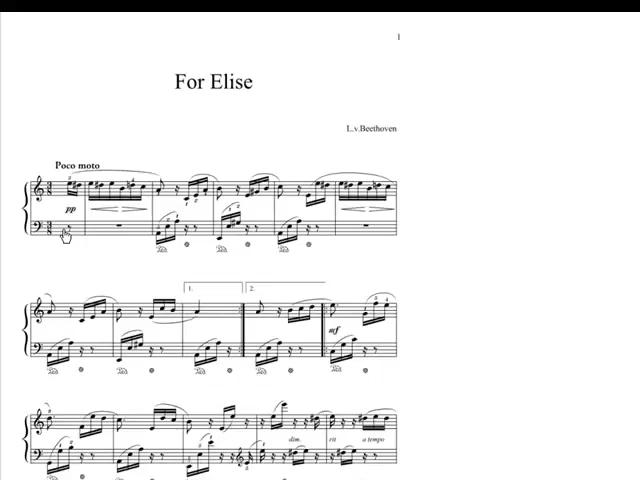 1
For Elise
L.v.Beethoven
Poco moto
pp
1.
2.
mf
dim.
rit
a tempo